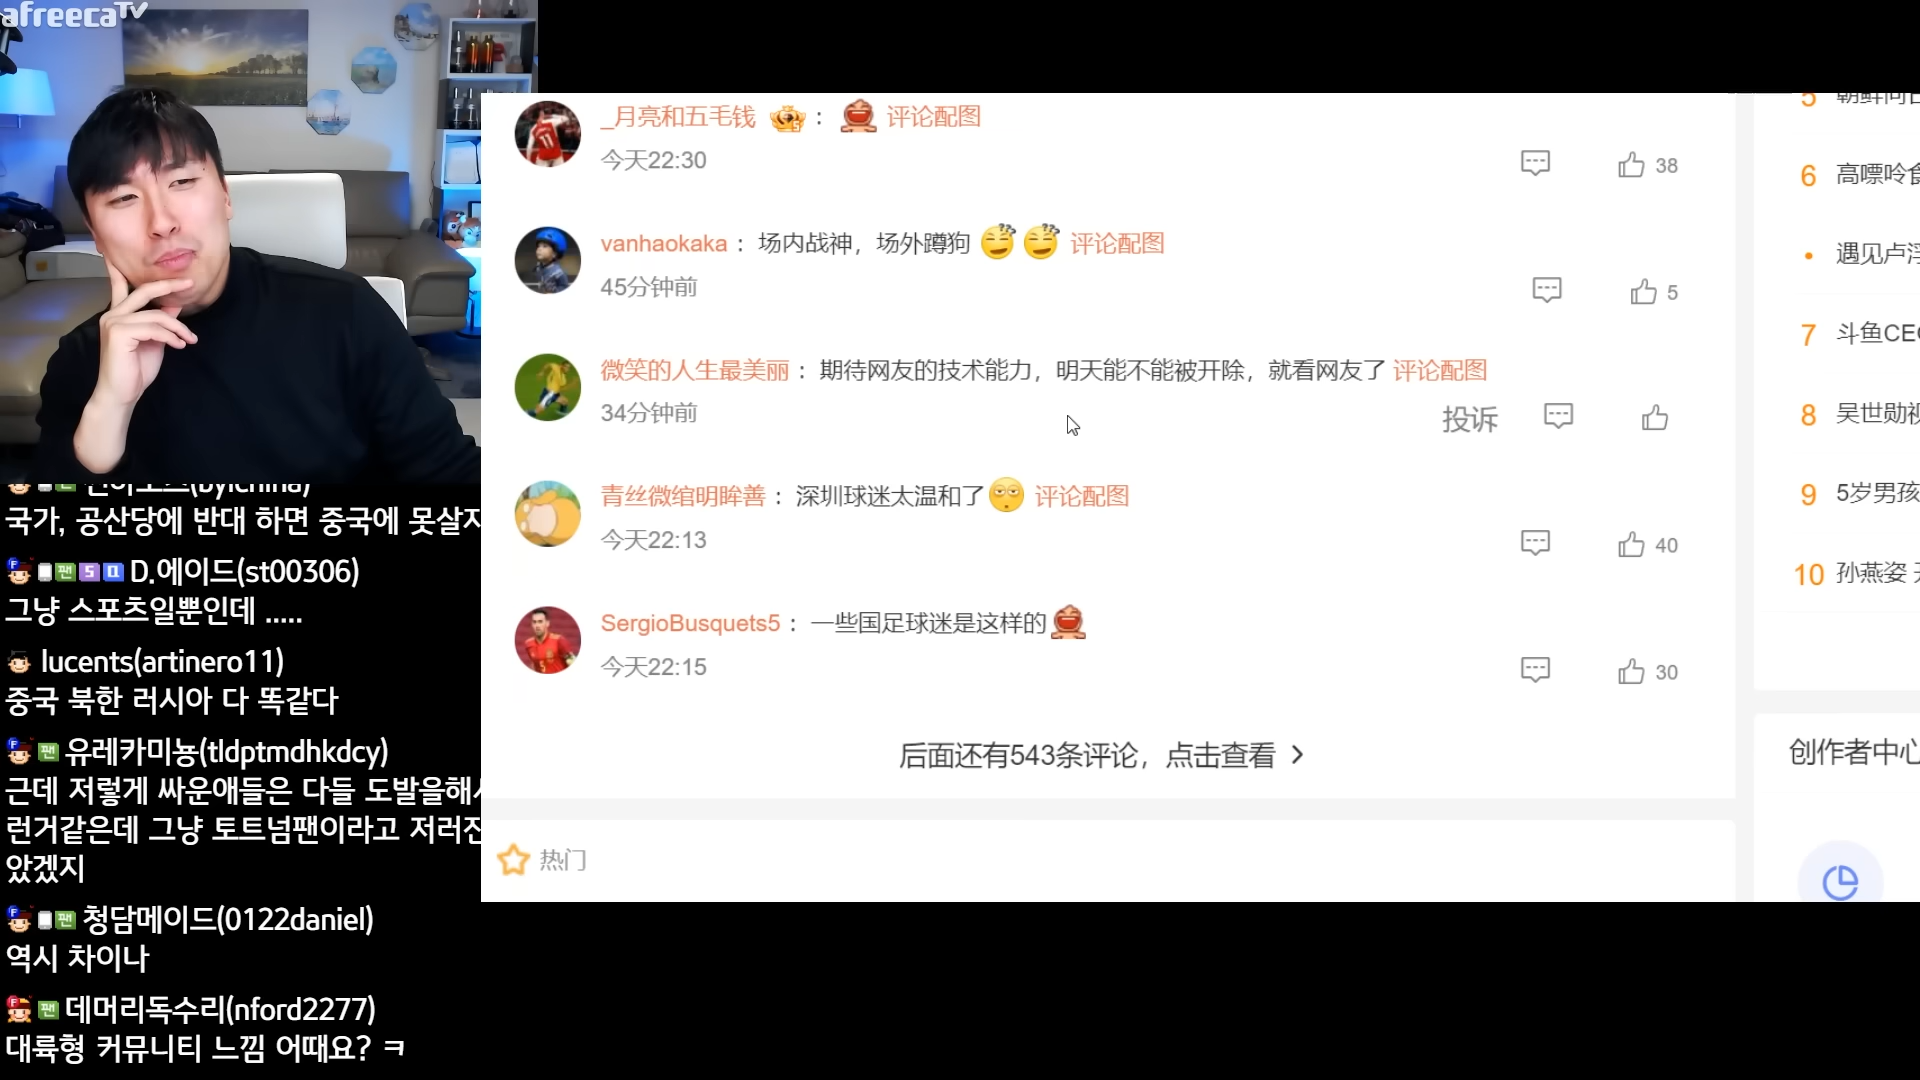 afreecaTV
_月亮和五毛钱 : 评论配图
今天22:30
38
vanhaokaka : 场内战神，场外蹲狗 评论配图
45分钟前
5
微笑的人生最美丽 : 期待网友的技术能力，明天能不能被开除，就看网友了 评论配图
34分钟前
投诉
青丝微绾明眸善 : 深圳球迷太温和了 评论配图
今天22:13
40
SergioBusquets5 : 一些国足球迷是这样的
今天22:15
30
后面还有543条评论，点击查看 >
热门
5
6 高嘌呤食
• 遇见卢浮
7 斗鱼CEO
8 吴世勋视
9 5岁男孩
10 孙燕姿
创作者中心
국가, 공산당에 반대 하면 중국에 못살지
F 팬 5 D.에이드(st00306)
그냥 스포츠일뿐인데 .....
lucents(artinero11)
중국 북한 러시아 다 똑같다
F 팬 유레카미뇽(tldptmdhkdcy)
근데 저렇게 싸운애들은 다들 도발을해서
런거같은데 그냥 토트넘팬이라고 저러진
았겠지
F 팬 청담메이드(0122daniel)
역시 차이나
F 팬 데머리독수리(nford2277)
대륙형 커뮤니티 느낌 어때요? ㅋ